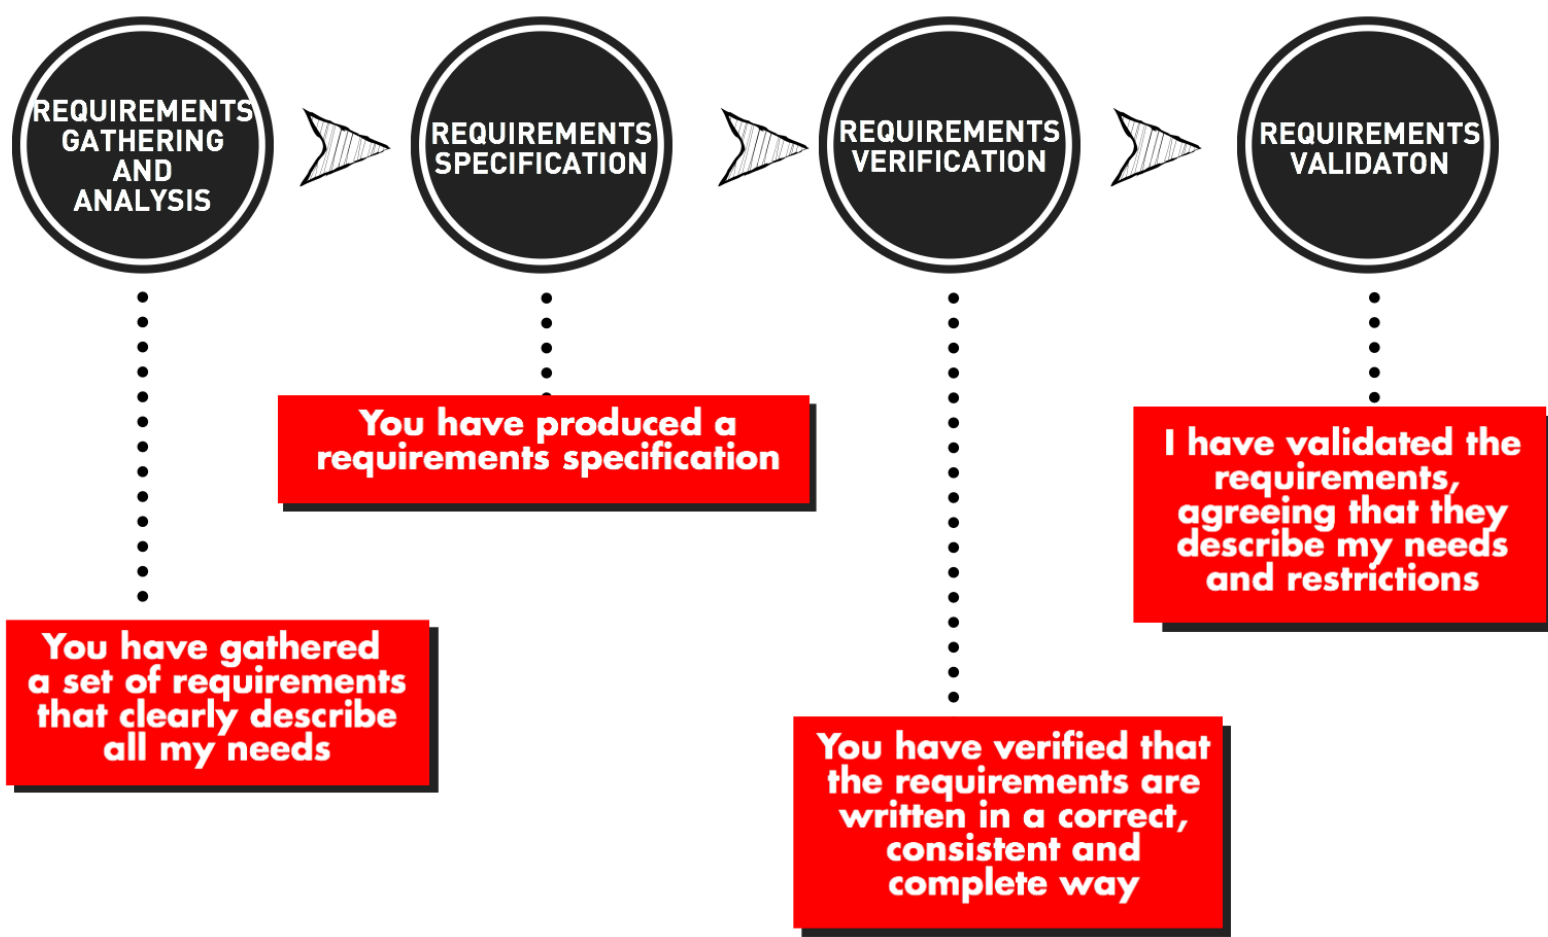 REQUIREMENTS
GATHERING
AND
ANALYSIS
REQUIREMENTS
SPECIFICATION
REQUIREMENTS
VERIFICATION
REQUIREMENTS
VALIDATON
You have gathered
a set of requirements
that clearly describe
all my needs
You have produced a
requirements specification
You have verified that
the requirements are
written in a correct,
consistent and
complete way
I have validated the
requirements,
agreeing that they
describe my needs
and restrictions